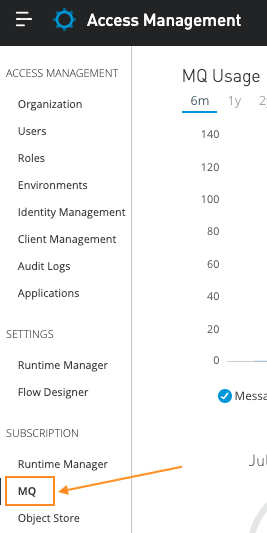 Access Management
ACCESS MANAGEMENT
Organization
Users
Roles
Environments
Identity Management
Client Management
Audit Logs
Applications
SETTINGS
Runtime Manager
Flow Designer
SUBSCRIPTION
Runtime Manager
MQ
Object Store
MQ Usage
6m 1y
140
120
100
80
60
40
20
0